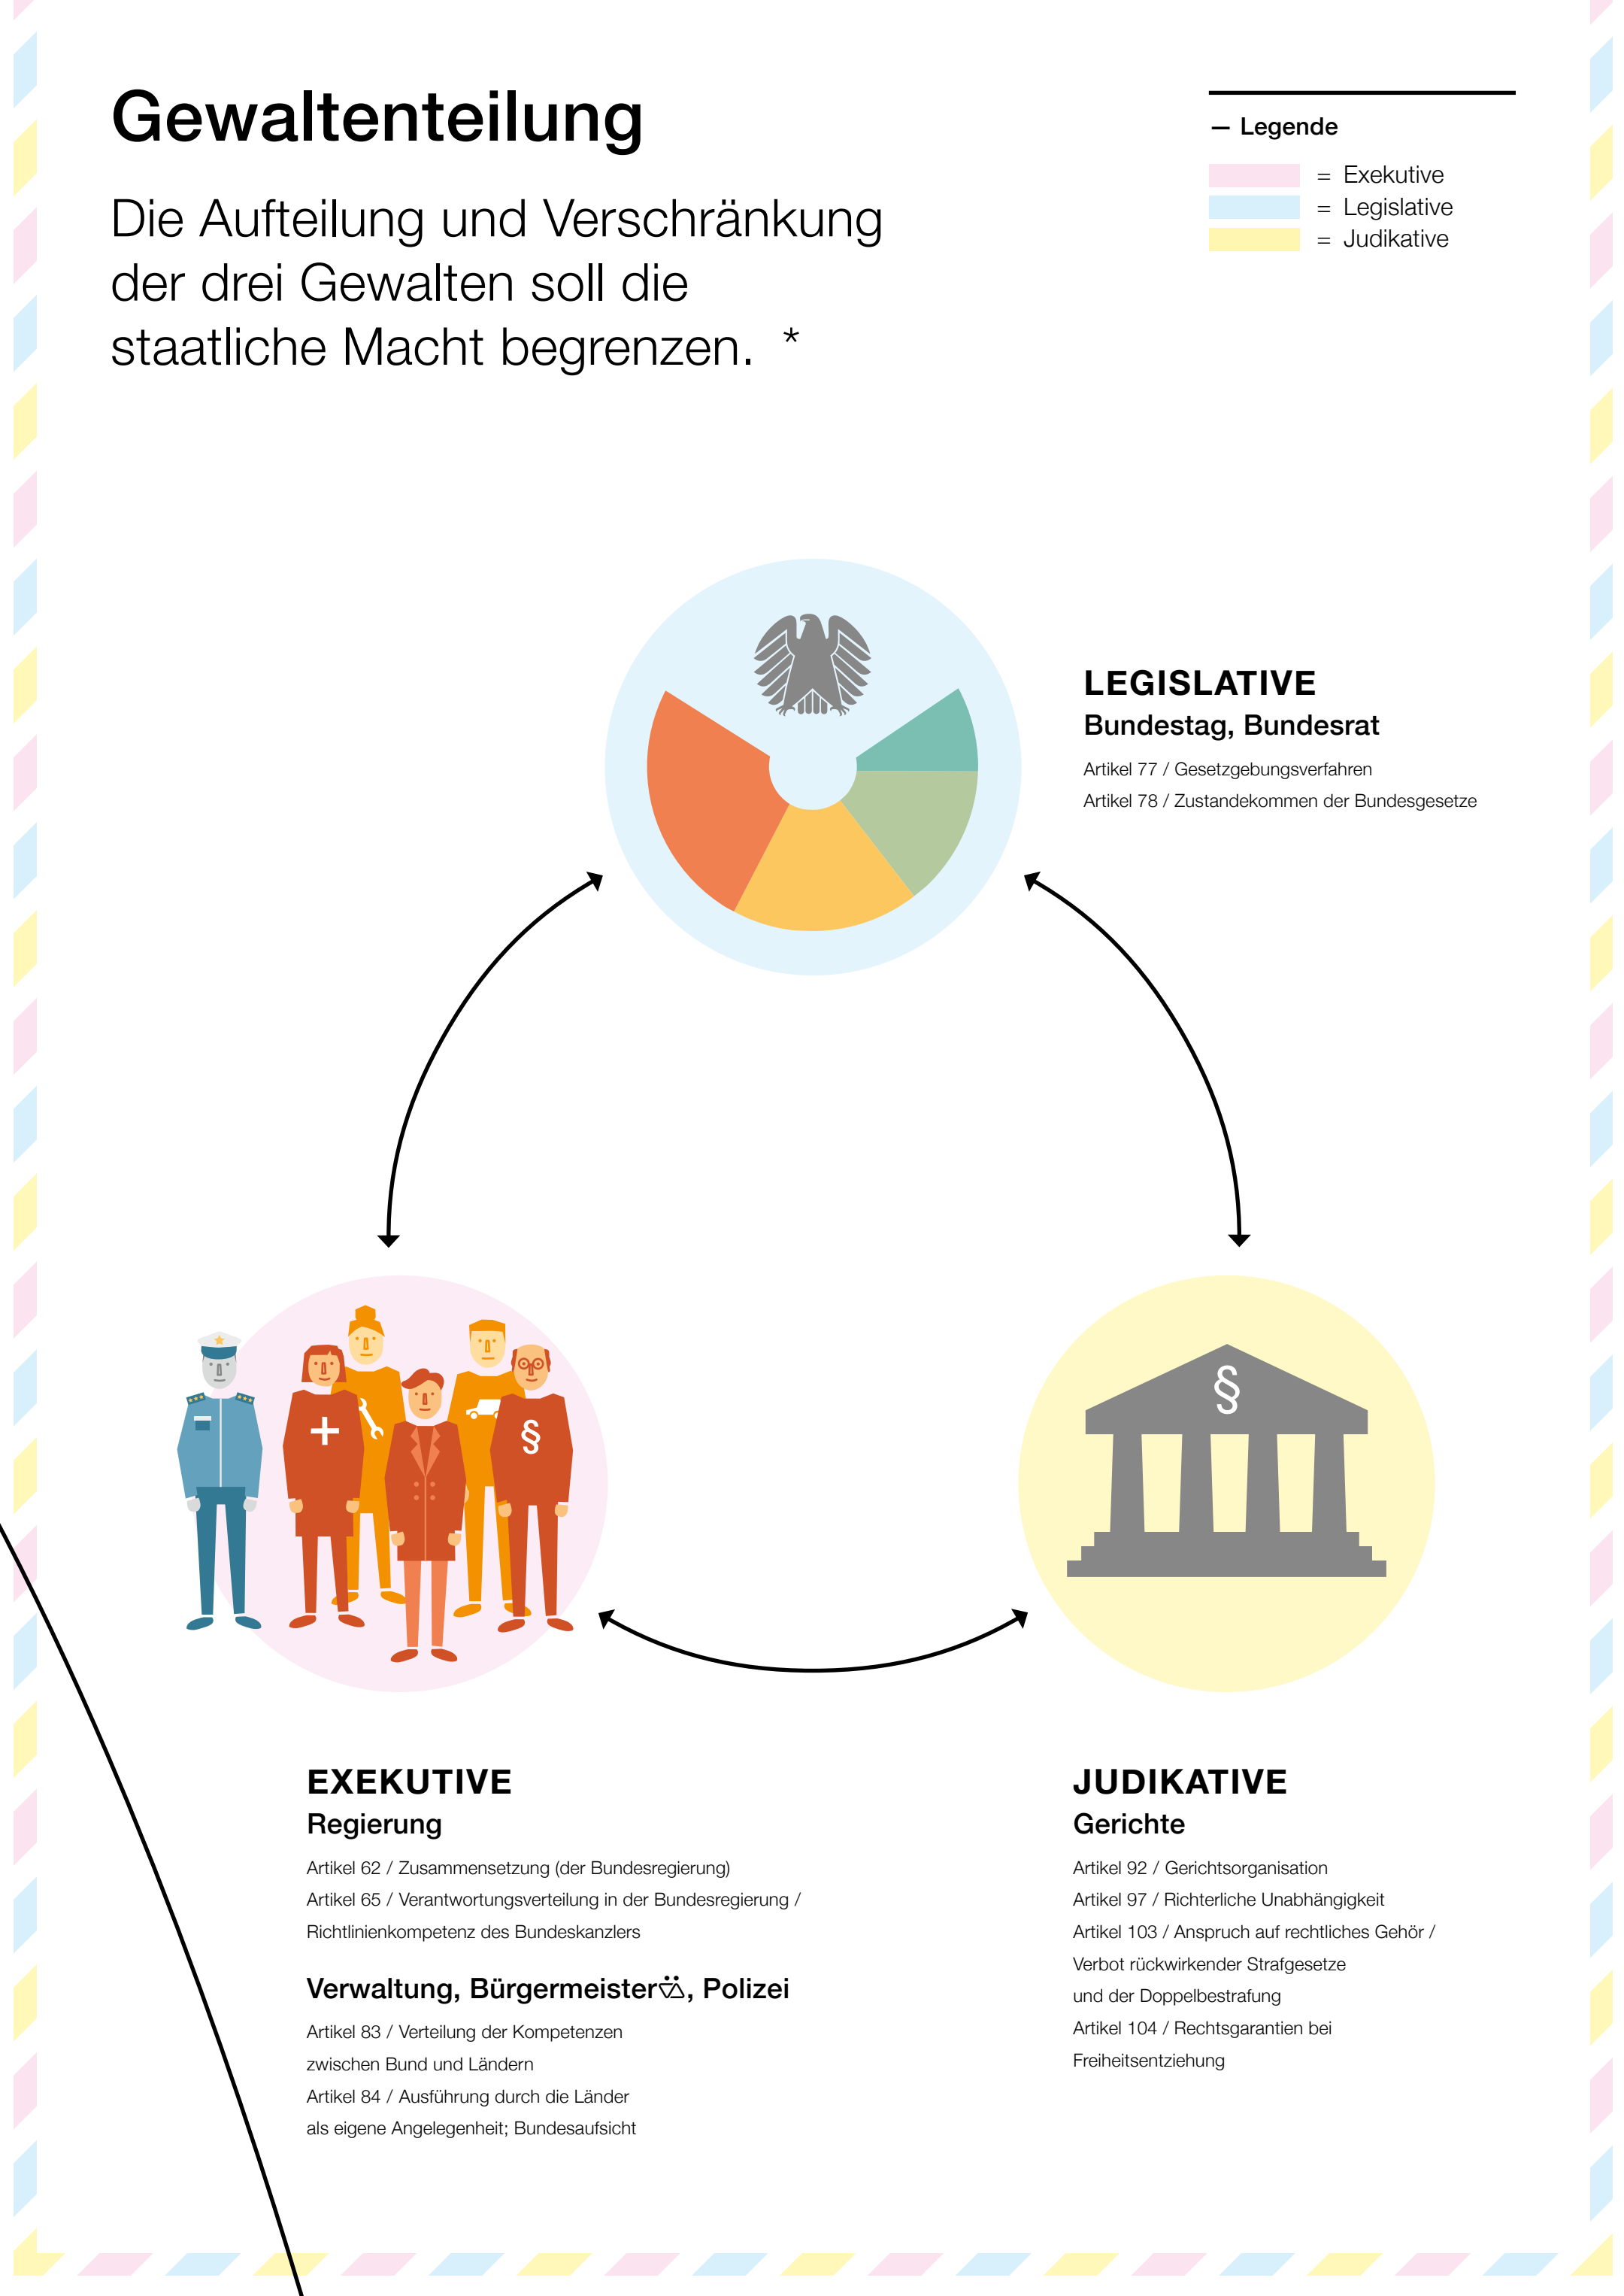 Gewaltenteilung
Die Aufteilung und Verschränkung
der drei Gewalten soll die
staatliche Macht begrenzen. *
– Legende
= Exekutive
= Legislative
= Judikative
LEGISLATIVE
Bundestag, Bundesrat
Artikel 77 / Gesetzgebungsverfahren
Artikel 78 / Zustandekommen der Bundesgesetze
§
§
EXEKUTIVE
Regierung
Artikel 62 / Zusammensetzung (der Bundesregierung)
Artikel 65 / Verantwortungsverteilung in der Bundesregierung /
Richtlinienkompetenz des Bundeskanzlers
Verwaltung, Bürgermeister, Polizei
Artikel 83 / Verteilung der Kompetenzen
zwischen Bund und Ländern
Artikel 84 / Ausführung durch die Länder
als eigene Angelegenheit; Bundesaufsicht
JUDIKATIVE
Gerichte
Artikel 92 / Gerichtsorganisation
Artikel 97 / Richterliche Unabhängigkeit
Artikel 103 / Anspruch auf rechtliches Gehör /
Verbot rückwirkender Strafgesetze
und der Doppelbestrafung
Artikel 104 / Rechtsgarantien bei
Freiheitsentziehung